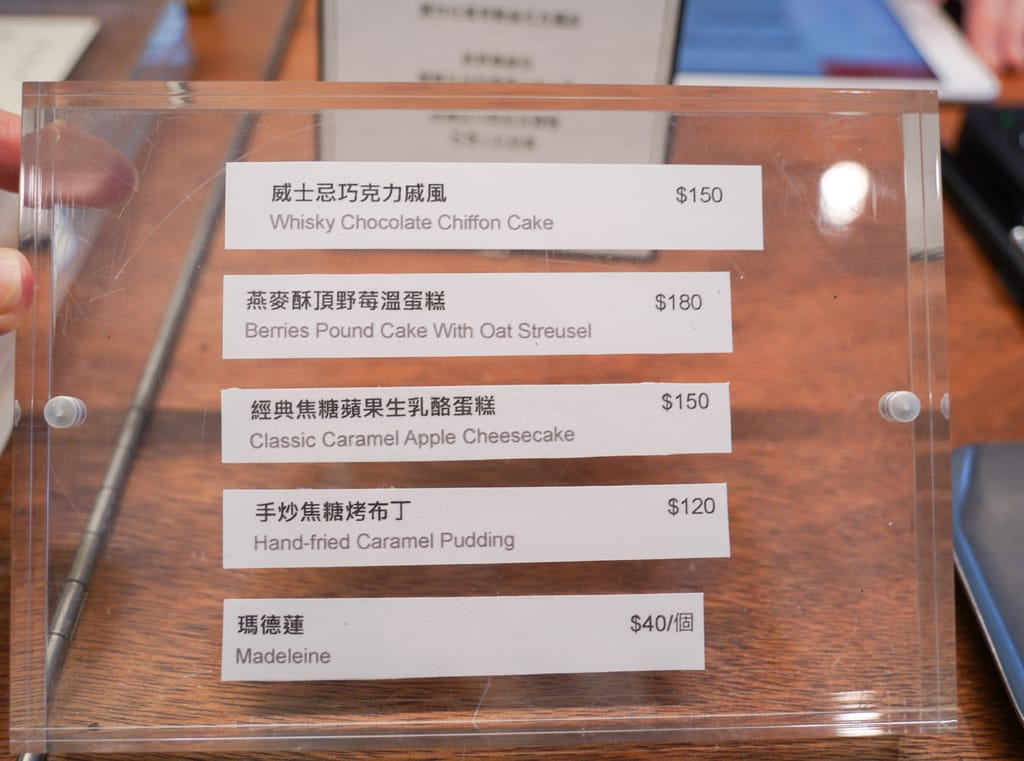 威士忌巧克力戚風 $150
Whisky Chocolate Chiffon Cake
燕麥酥頂野莓溫蛋糕 $180
Berries Pound Cake With Oat Streusel
經典焦糖蘋果生乳酪蛋糕 $150
Classic Caramel Apple Cheesecake
手炒焦糖烤布丁 $120
Hand-fried Caramel Pudding
瑪德蓮 $40/個
Madeleine